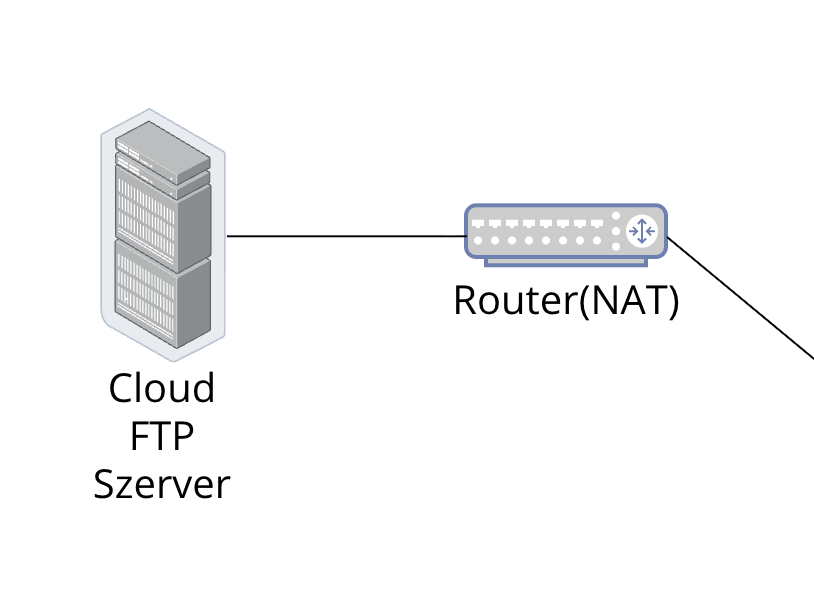 Router(NAT)
Cloud
FTP
Szerver